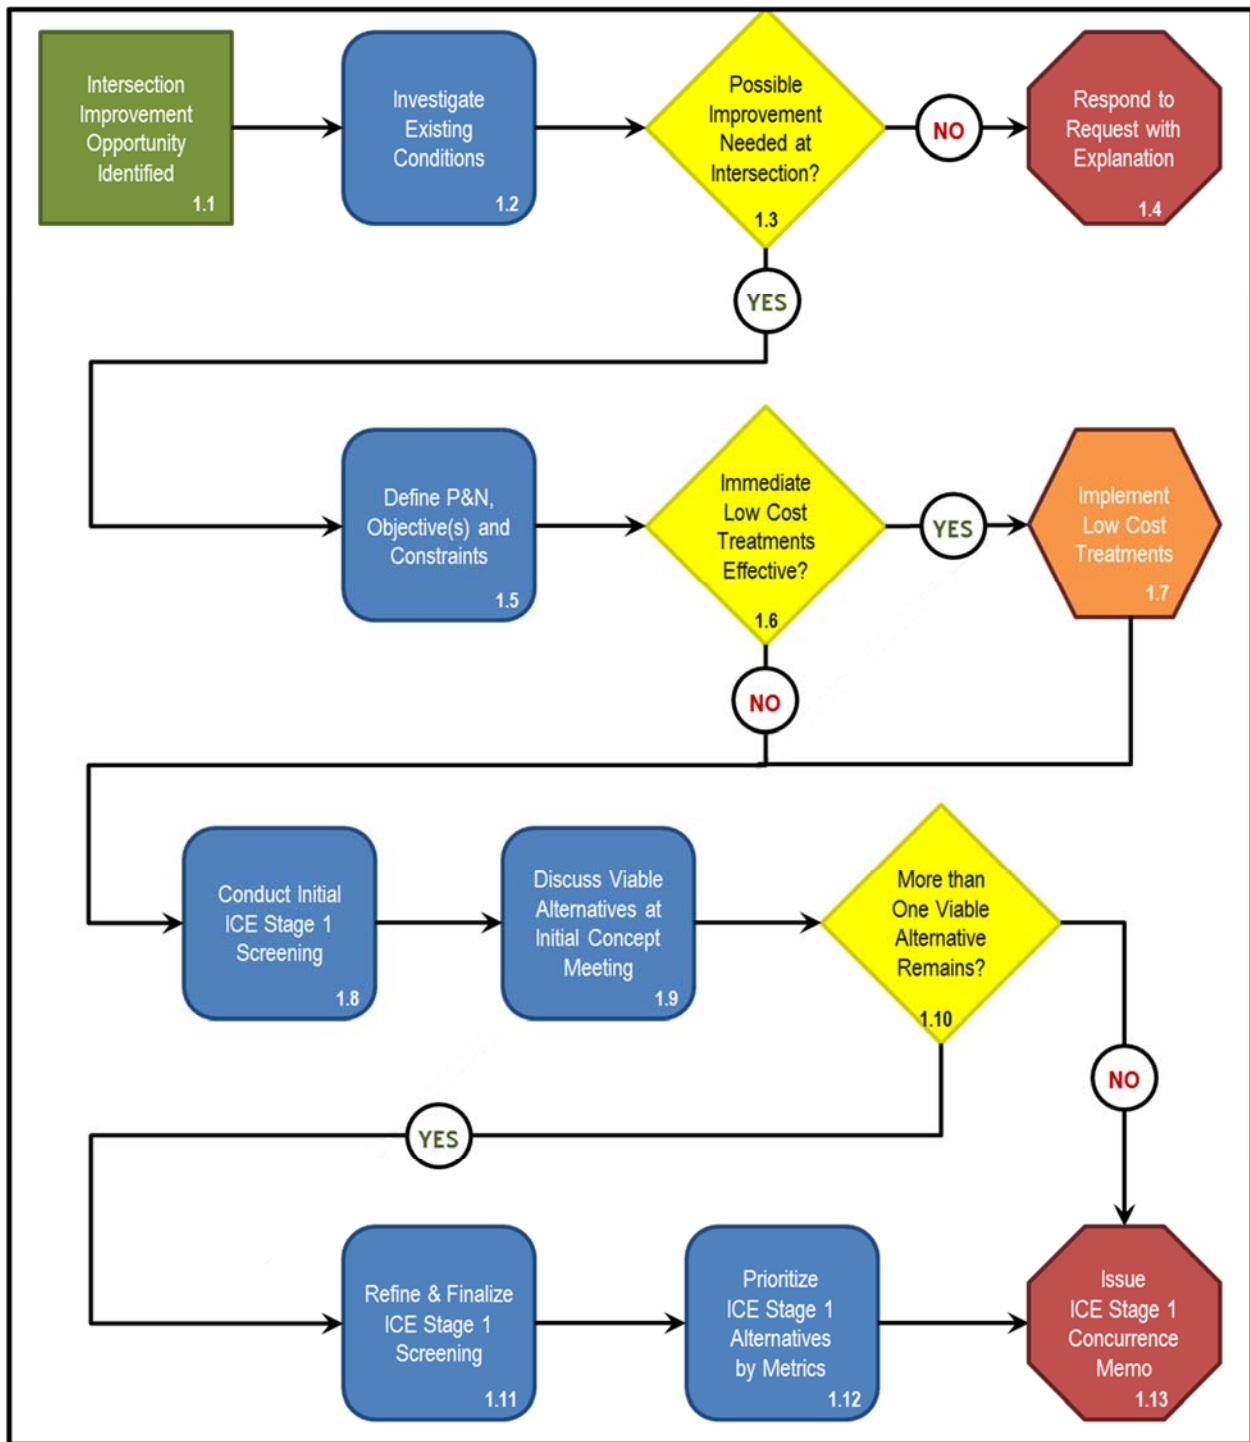 Intersection
Improvement
Opportunity
Identified
1.1
Investigate
Existing
Conditions
1.2
Possible
Improvement
Needed at
Intersection?
1.3
NO
Respond to
Request with
Explanation
1.4
YES
Define P&N,
Objective(s) and
Constraints
1.5
Immediate
Low Cost
Treatments
Effective?
1.6
YES
Implement
Low Cost
Treatments
1.7
NO
Conduct Initial
ICE Stage 1
Screening
1.8
Discuss Viable
Alternatives at
Initial Concept
Meeting
1.9
More than
One Viable
Alternative
Remains?
1.10
NO
YES
Refine & Finalize
ICE Stage 1
Screening
1.11
Prioritize
ICE Stage 1
Alternatives
by Metrics
1.12
Issue
ICE Stage 1
Concurrence
Memo
1.13